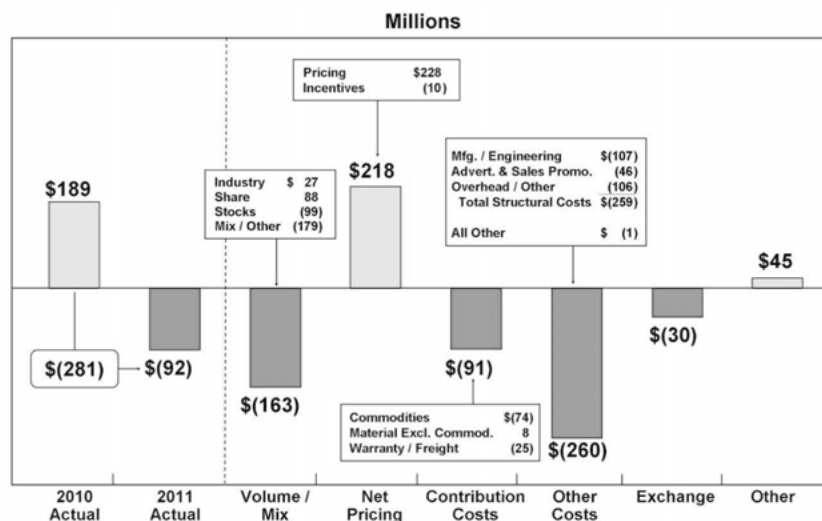 Millions
Pricing $228
Incentives (10)
$189
Industry $ 27
Share 88
Stocks (99)
Mix / Other (179)
$218
Mfg. / Engineering $(107)
Advert. & Sales Promo. (46)
Overhead / Other (106)
Total Structural Costs $(259)
All Other $ (1)
$45
$(281)
$(92)
$(163)
$(91)
$(260)
$(30)
Commodities $(74)
Material Excl. Commod. 8
Warranty / Freight (25)
2010 Actual
2011 Actual
Volume / Mix
Net Pricing
Contribution Costs
Other Costs
Exchange
Other